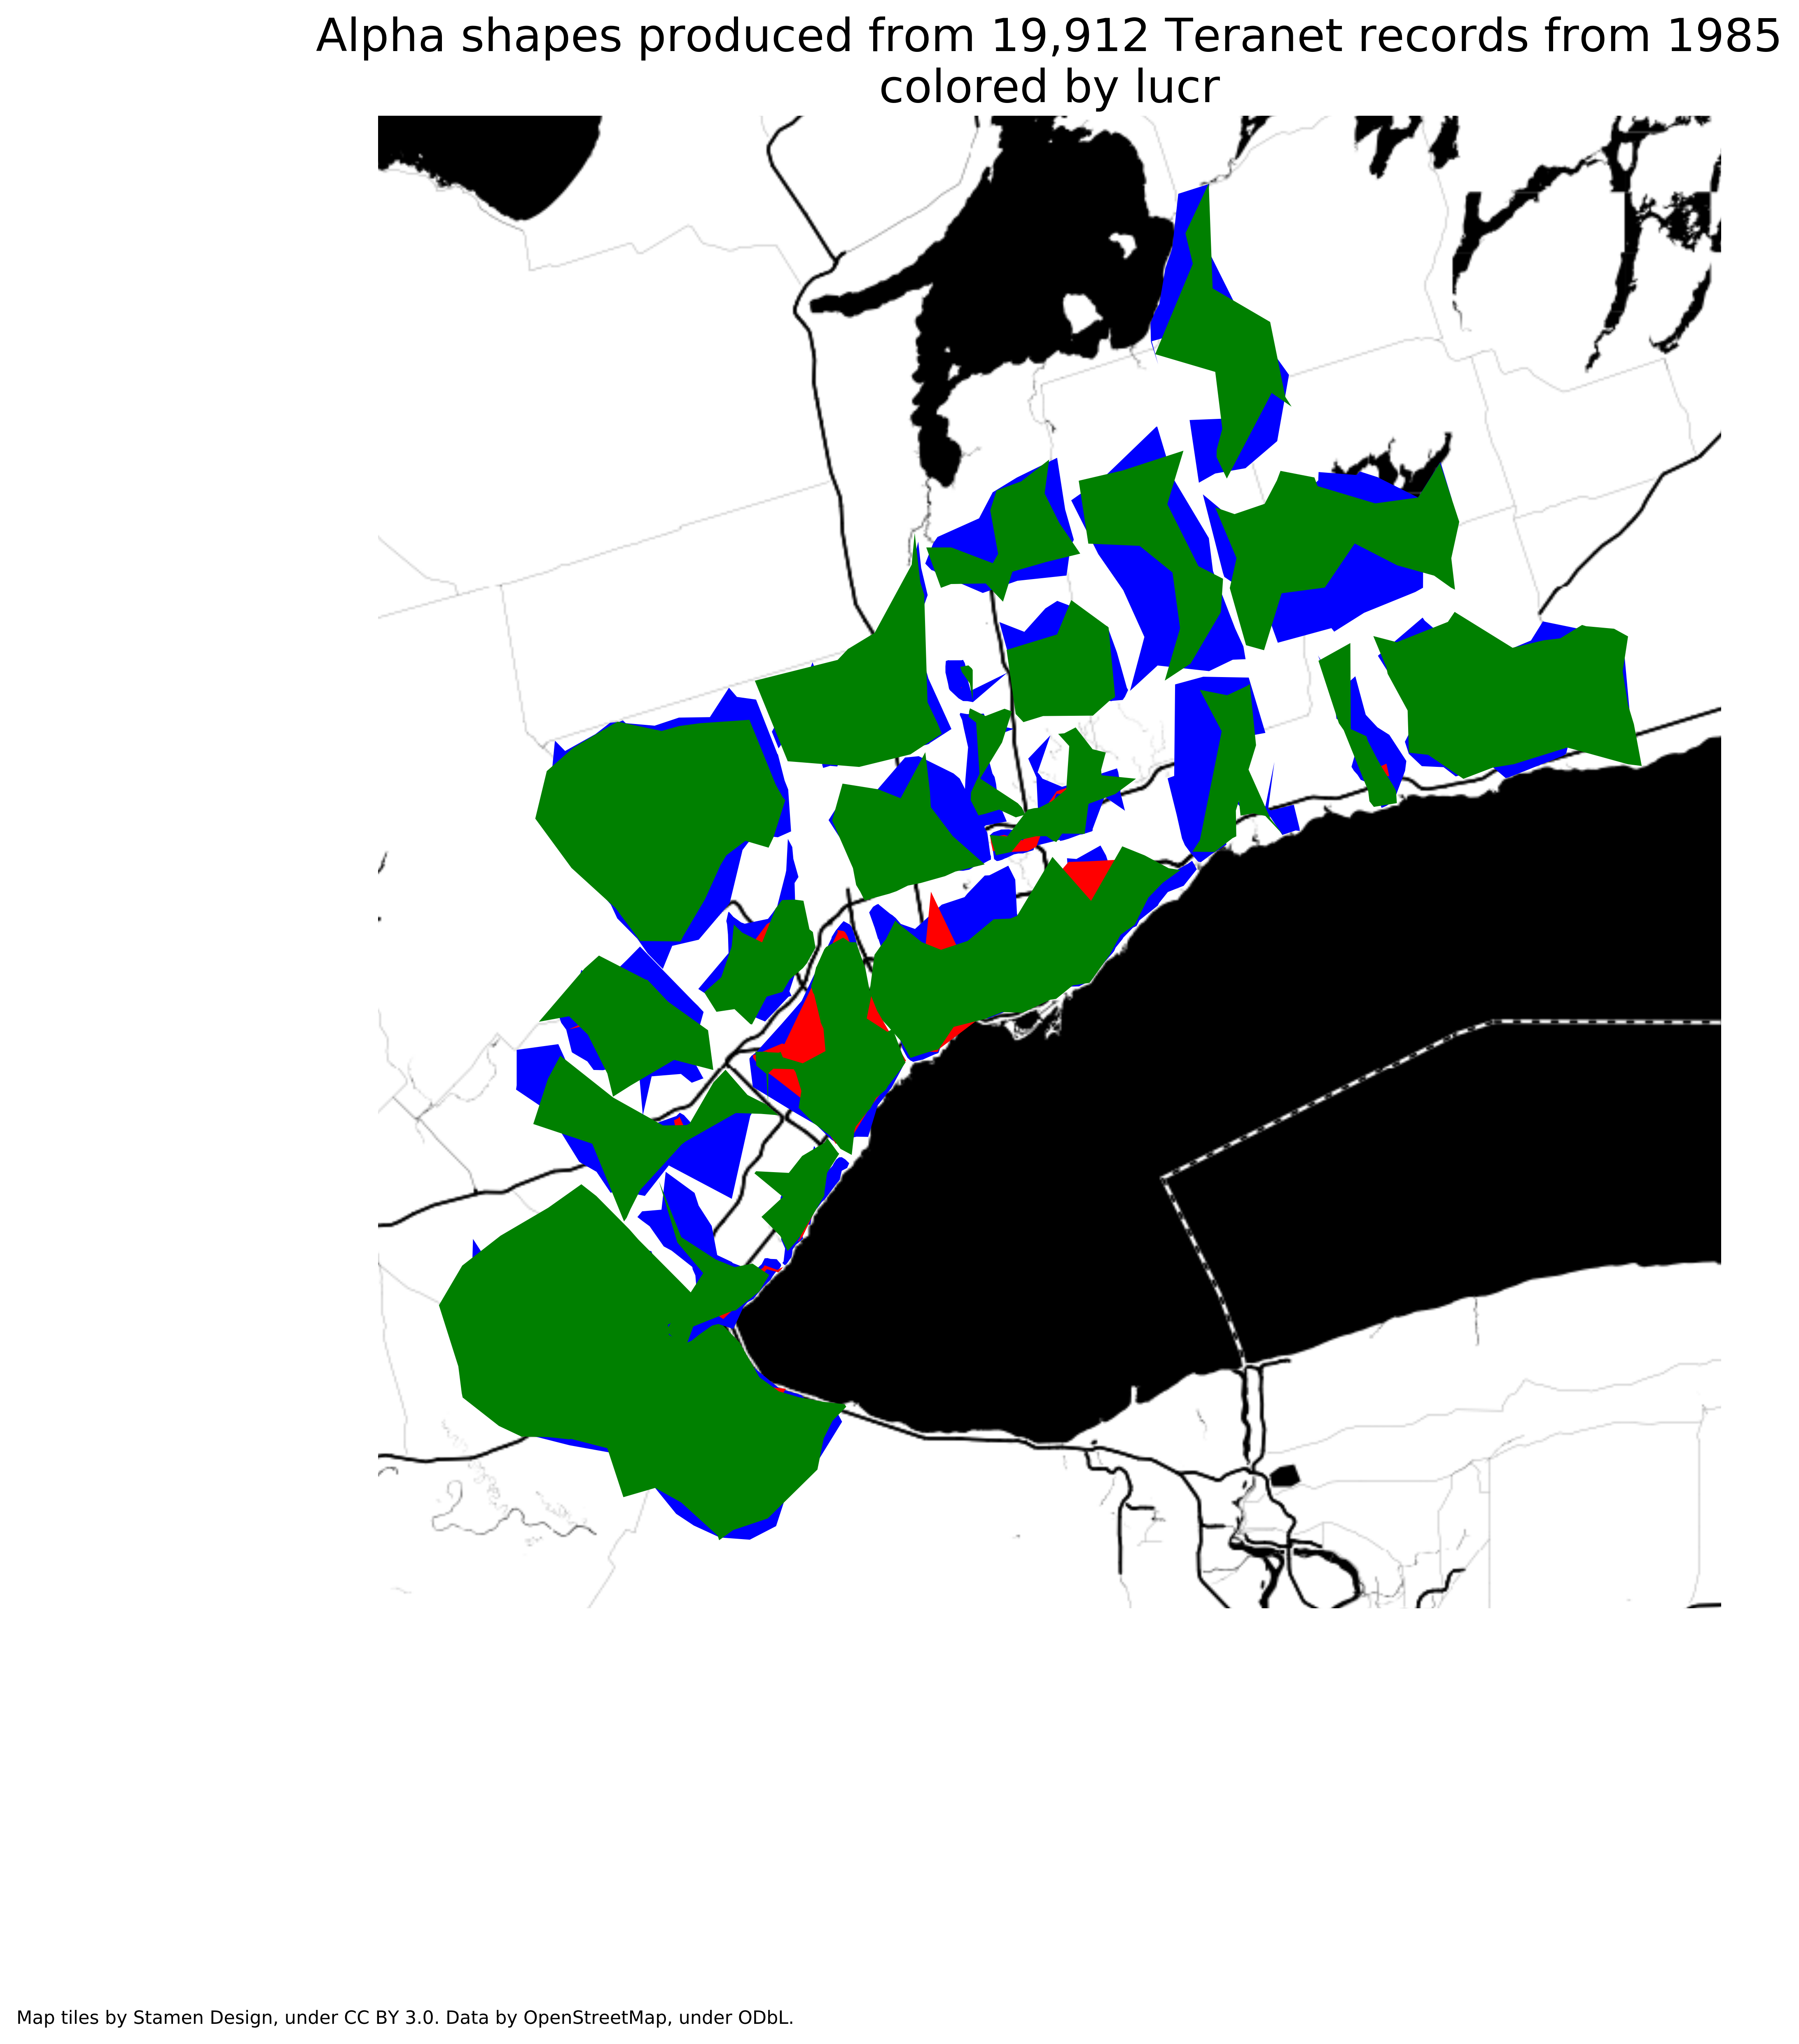 Alpha shapes produced from 19,912 Teranet records from 1985
colored by lucr
Map tiles by Stamen Design, under CC BY 3.0. Data by OpenStreetMap, under ODbL.